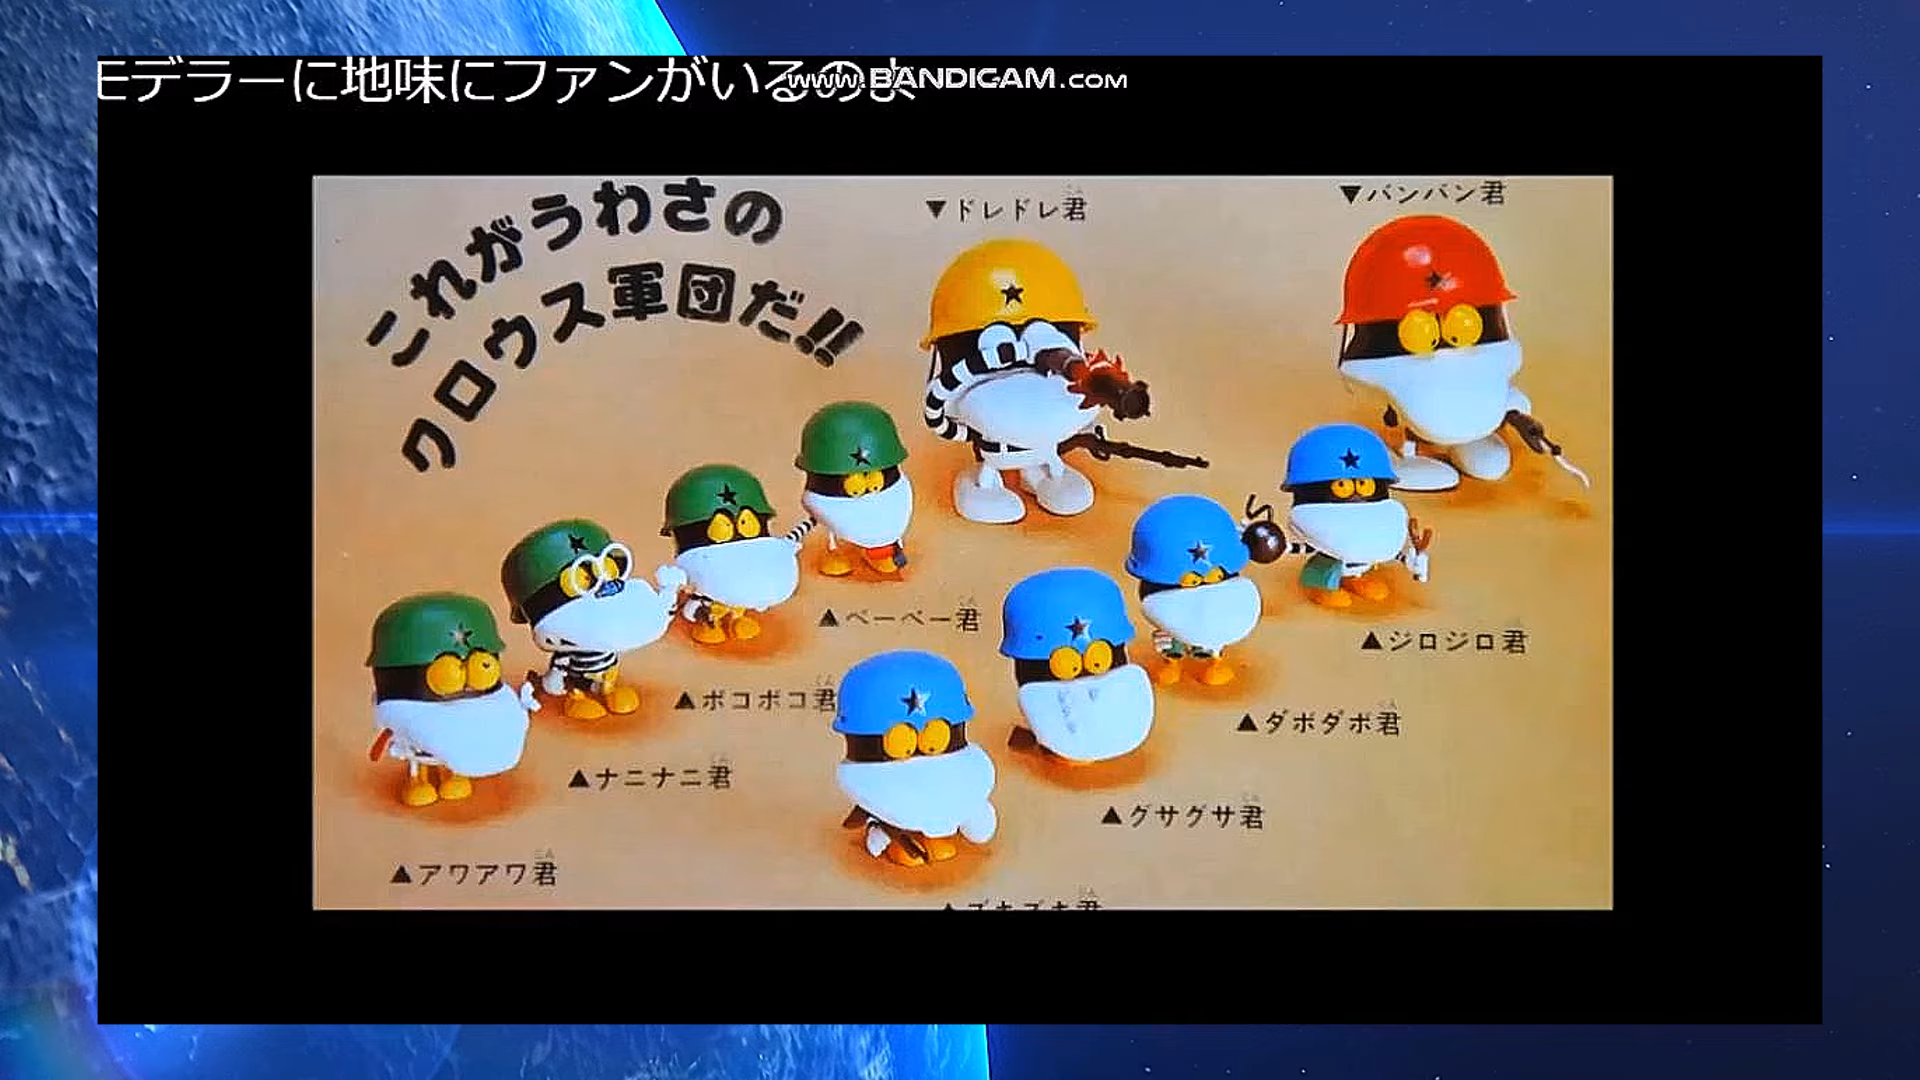 モデラーに地味にファンがいるのよ
www.BANDICAM.com
これがうわさの
クロウス軍団だ!!
▼ドレドレ君
▼バンバン君
▲ペーペー君
▲ジロジロ君
▲ボコボコ君
▲ダボダボ君
▲ナニナニ君
▲グサグサ君
▲アワアワ君